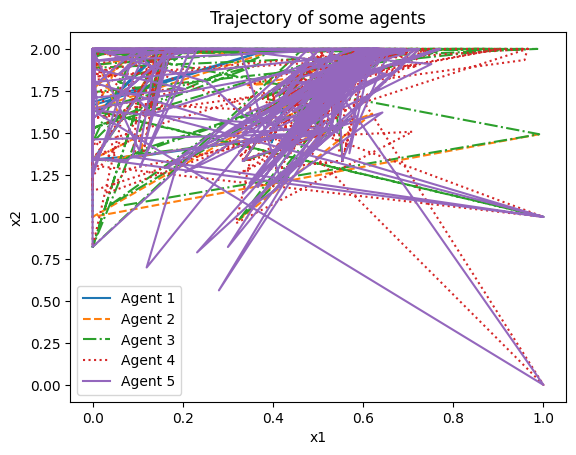 Trajectory of some agents
2.00
1.75
1.50
1.25
1.00
0.75
0.50
0.25
0.00
x2
Agent 1
Agent 2
Agent 3
Agent 4
Agent 5
0.0 0.2 0.4 0.6 0.8 1.0
x1